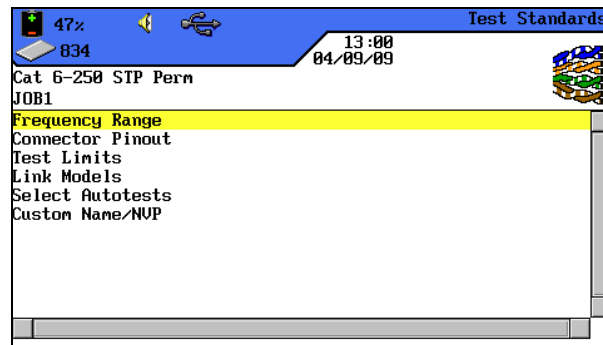 47%
Test Standards
834
13:00
04/09/09
Cat 6-250 STP Perm
JOB1
Frequency Range
Connector Pinout
Test Limits
Link Models
Select Autotests
Custom Name/NVP